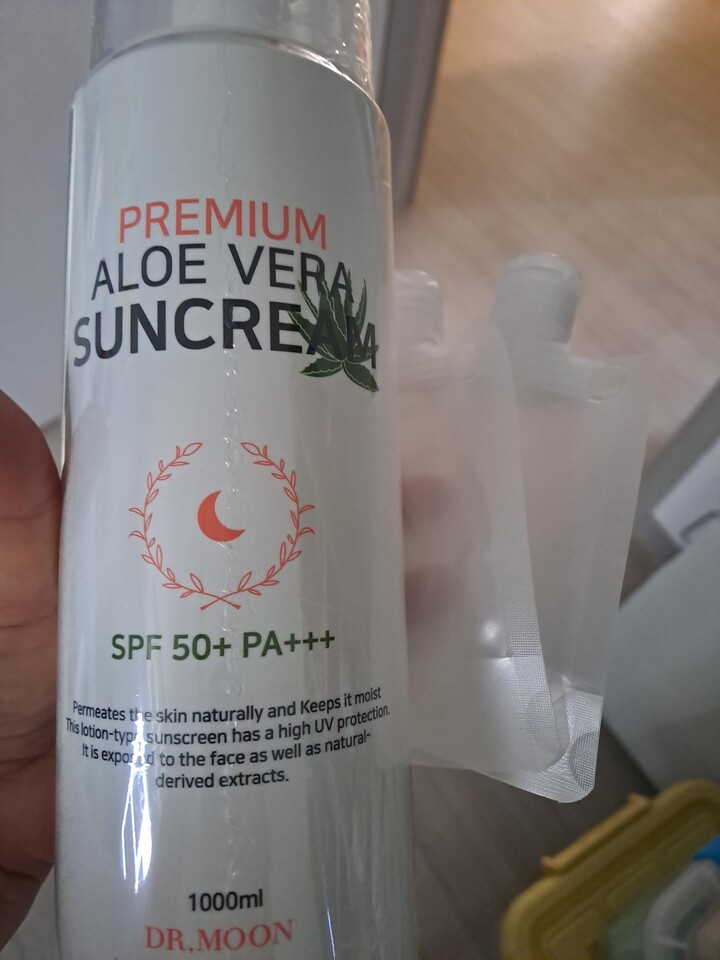 PREMIUM
ALOE VERA
SUNCREAM
SPF 50+ PA+++
Permeates the skin naturally and Keeps it moist
This lotion-type sunscreen has a high UV protection.
It is exposed to the face as well as natural-
derived extracts.
1000ml
DR.MOON